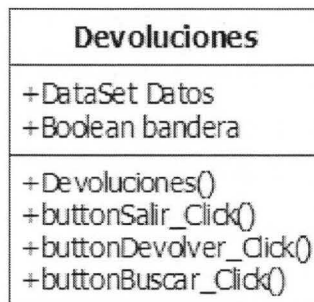 Devoluciones
+DataSet Datos
+Boolean bandera
+Devoluciones()
+buttonSalir_Click()
+buttonDevolver_Click()
+buttonBuscar_Click()